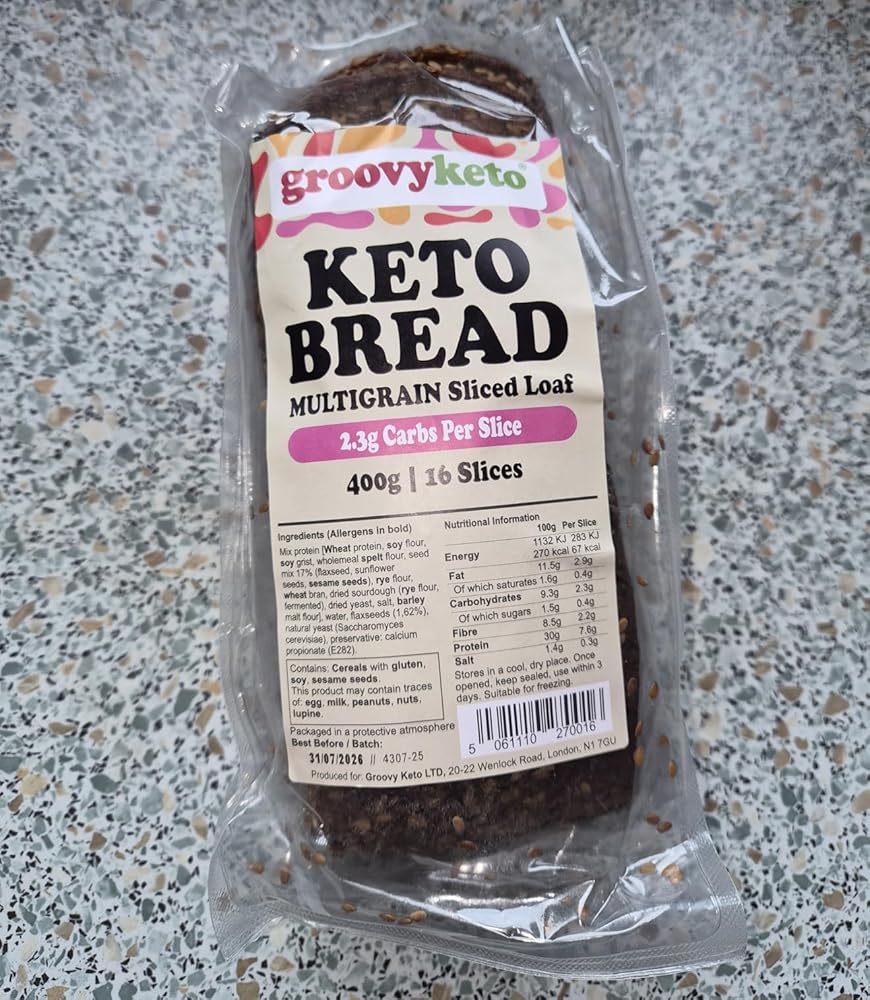 groovyketo®
KETO
BREAD
MULTIGRAIN Sliced Loaf
2.3g Carbs Per Slice
400g | 16 Slices
Ingredients (Allergens in bold)
Mix protein [Wheat protein, soy flour,
soy grist, wholemeal spelt flour, seed
mix 17% (flaxseed, sunflower
seeds, sesame seeds), rye flour,
wheat bran, dried sourdough (rye flour,
fermented), dried yeast, salt, barley
malt flour], water, flaxseeds (1,62%),
natural yeast (Saccharomyces
cerevisiae), preservative: calcium
propionate (E282).
Contains: Cereals with gluten,
soy, sesame seeds.
This product may contain traces
of: egg, milk, peanuts, nuts,
lupine.
Packaged in a protective atmosphere
Best Before / Batch:
31/07/2026 // 4307-25
Nutritional Information
100g Per Slice
1132 KJ 283 KJ
Energy 270 kcal 67 kcal
Fat 11.5g 2.9g
Of which saturates 1.6g 0.4g
Carbohydrates 9.3g 2.3g
Of which sugars 1.5g 0.4g
Fibre 8.5g 2.2g
Protein 30g 7.6g
Salt 1.4g 0.3g
Stores in a cool, dry place. Once
opened, keep sealed, use within 3
days. Suitable for freezing.
5 061110 270016
Produced for: Groovy Keto LTD, 20-22 Wenlock Road, London, N1 7GU